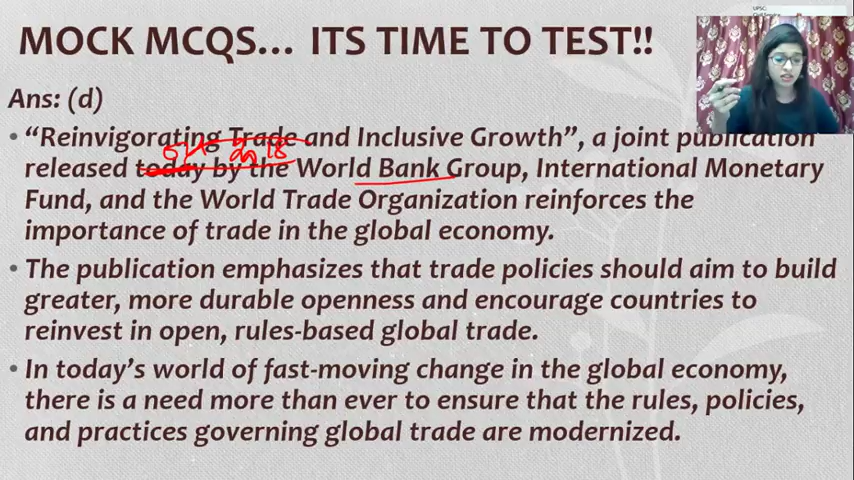 UPSC
MOCK MCQS... ITS TIME TO TEST!!
Ans: (d)
• “Reinvigorating Trade and Inclusive Growth”, a joint publication
released today by the World Bank Group, International Monetary
Fund, and the World Trade Organization reinforces the
importance of trade in the global economy.
• The publication emphasizes that trade policies should aim to build
greater, more durable openness and encourage countries to
reinvest in open, rules-based global trade.
• In today’s world of fast-moving change in the global economy,
there is a need more than ever to ensure that the rules, policies,
and practices governing global trade are modernized.